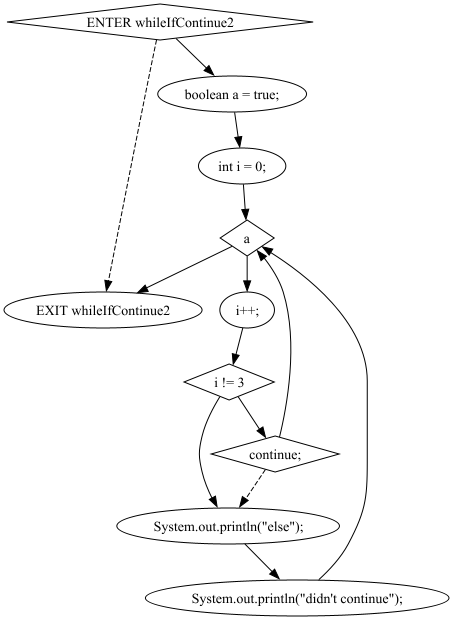 ENTER whileIfContinue2
boolean a = true;
int i = 0;
a
EXIT whileIfContinue2
i++;
i != 3
continue;
System.out.println("else");
System.out.println("didn't continue");